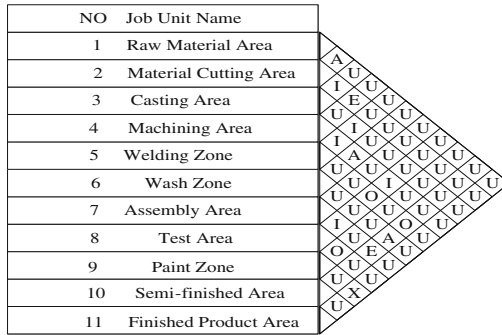 NO Job Unit Name
1 Raw Material Area
2 Material Cutting Area
3 Casting Area
4 Machining Area
5 Welding Zone
6 Wash Zone
7 Assembly Area
8 Test Area
9 Paint Zone
10 Semi-finished Area
11 Finished Product Area
A
U
I U
E U
U U U
I U U
I U U U
A U U U
U U U U U
U I U U U
U O U U U
U U U U
I U O U
U A U
O E U
U U
U U
X
U